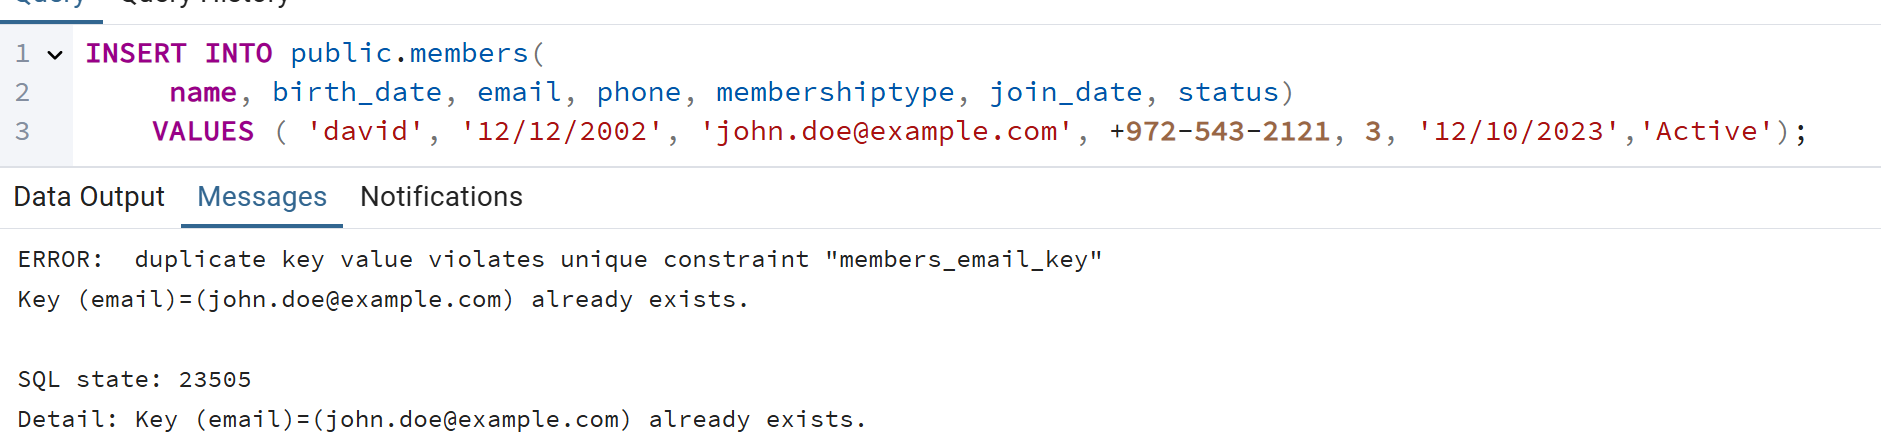 Query Query History
1 INSERT INTO public.members(
2 name, birth_date, email, phone, membershiptype, join_date, status)
3 VALUES ( 'david', '12/12/2002', 'john.doe@example.com', +972-543-2121, 3, '12/10/2023','Active');
Data Output Messages Notifications
ERROR:  duplicate key value violates unique constraint "members_email_key"
Key (email)=(john.doe@example.com) already exists.
SQL state: 23505
Detail: Key (email)=(john.doe@example.com) already exists.